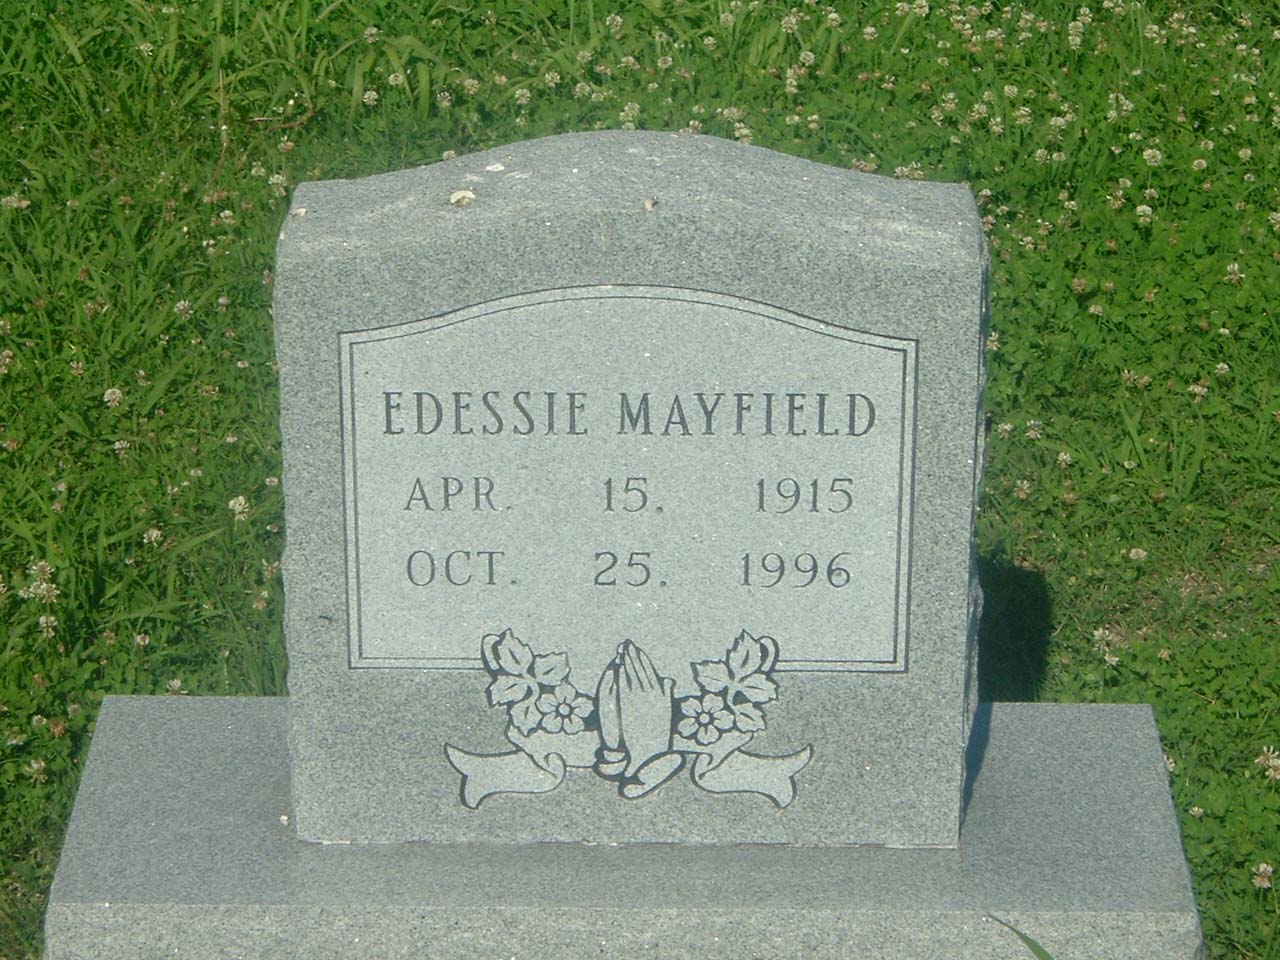 EDESSIE MAYFIELD
APR. 15. 1915
OCT. 25. 1996